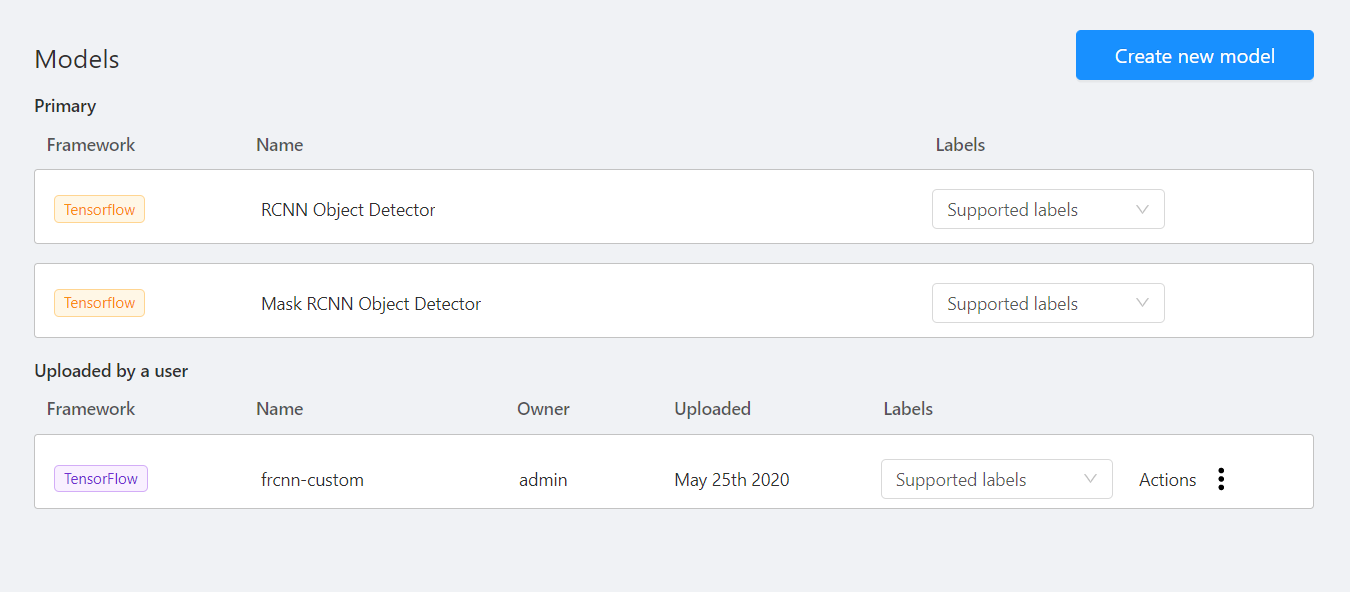 Models
Create new model
Primary
Framework Name Labels
Tensorflow RCNN Object Detector Supported labels
Tensorflow Mask RCNN Object Detector Supported labels
Uploaded by a user
Framework Name Owner Uploaded Labels
TensorFlow frcnn-custom admin May 25th 2020 Supported labels Actions